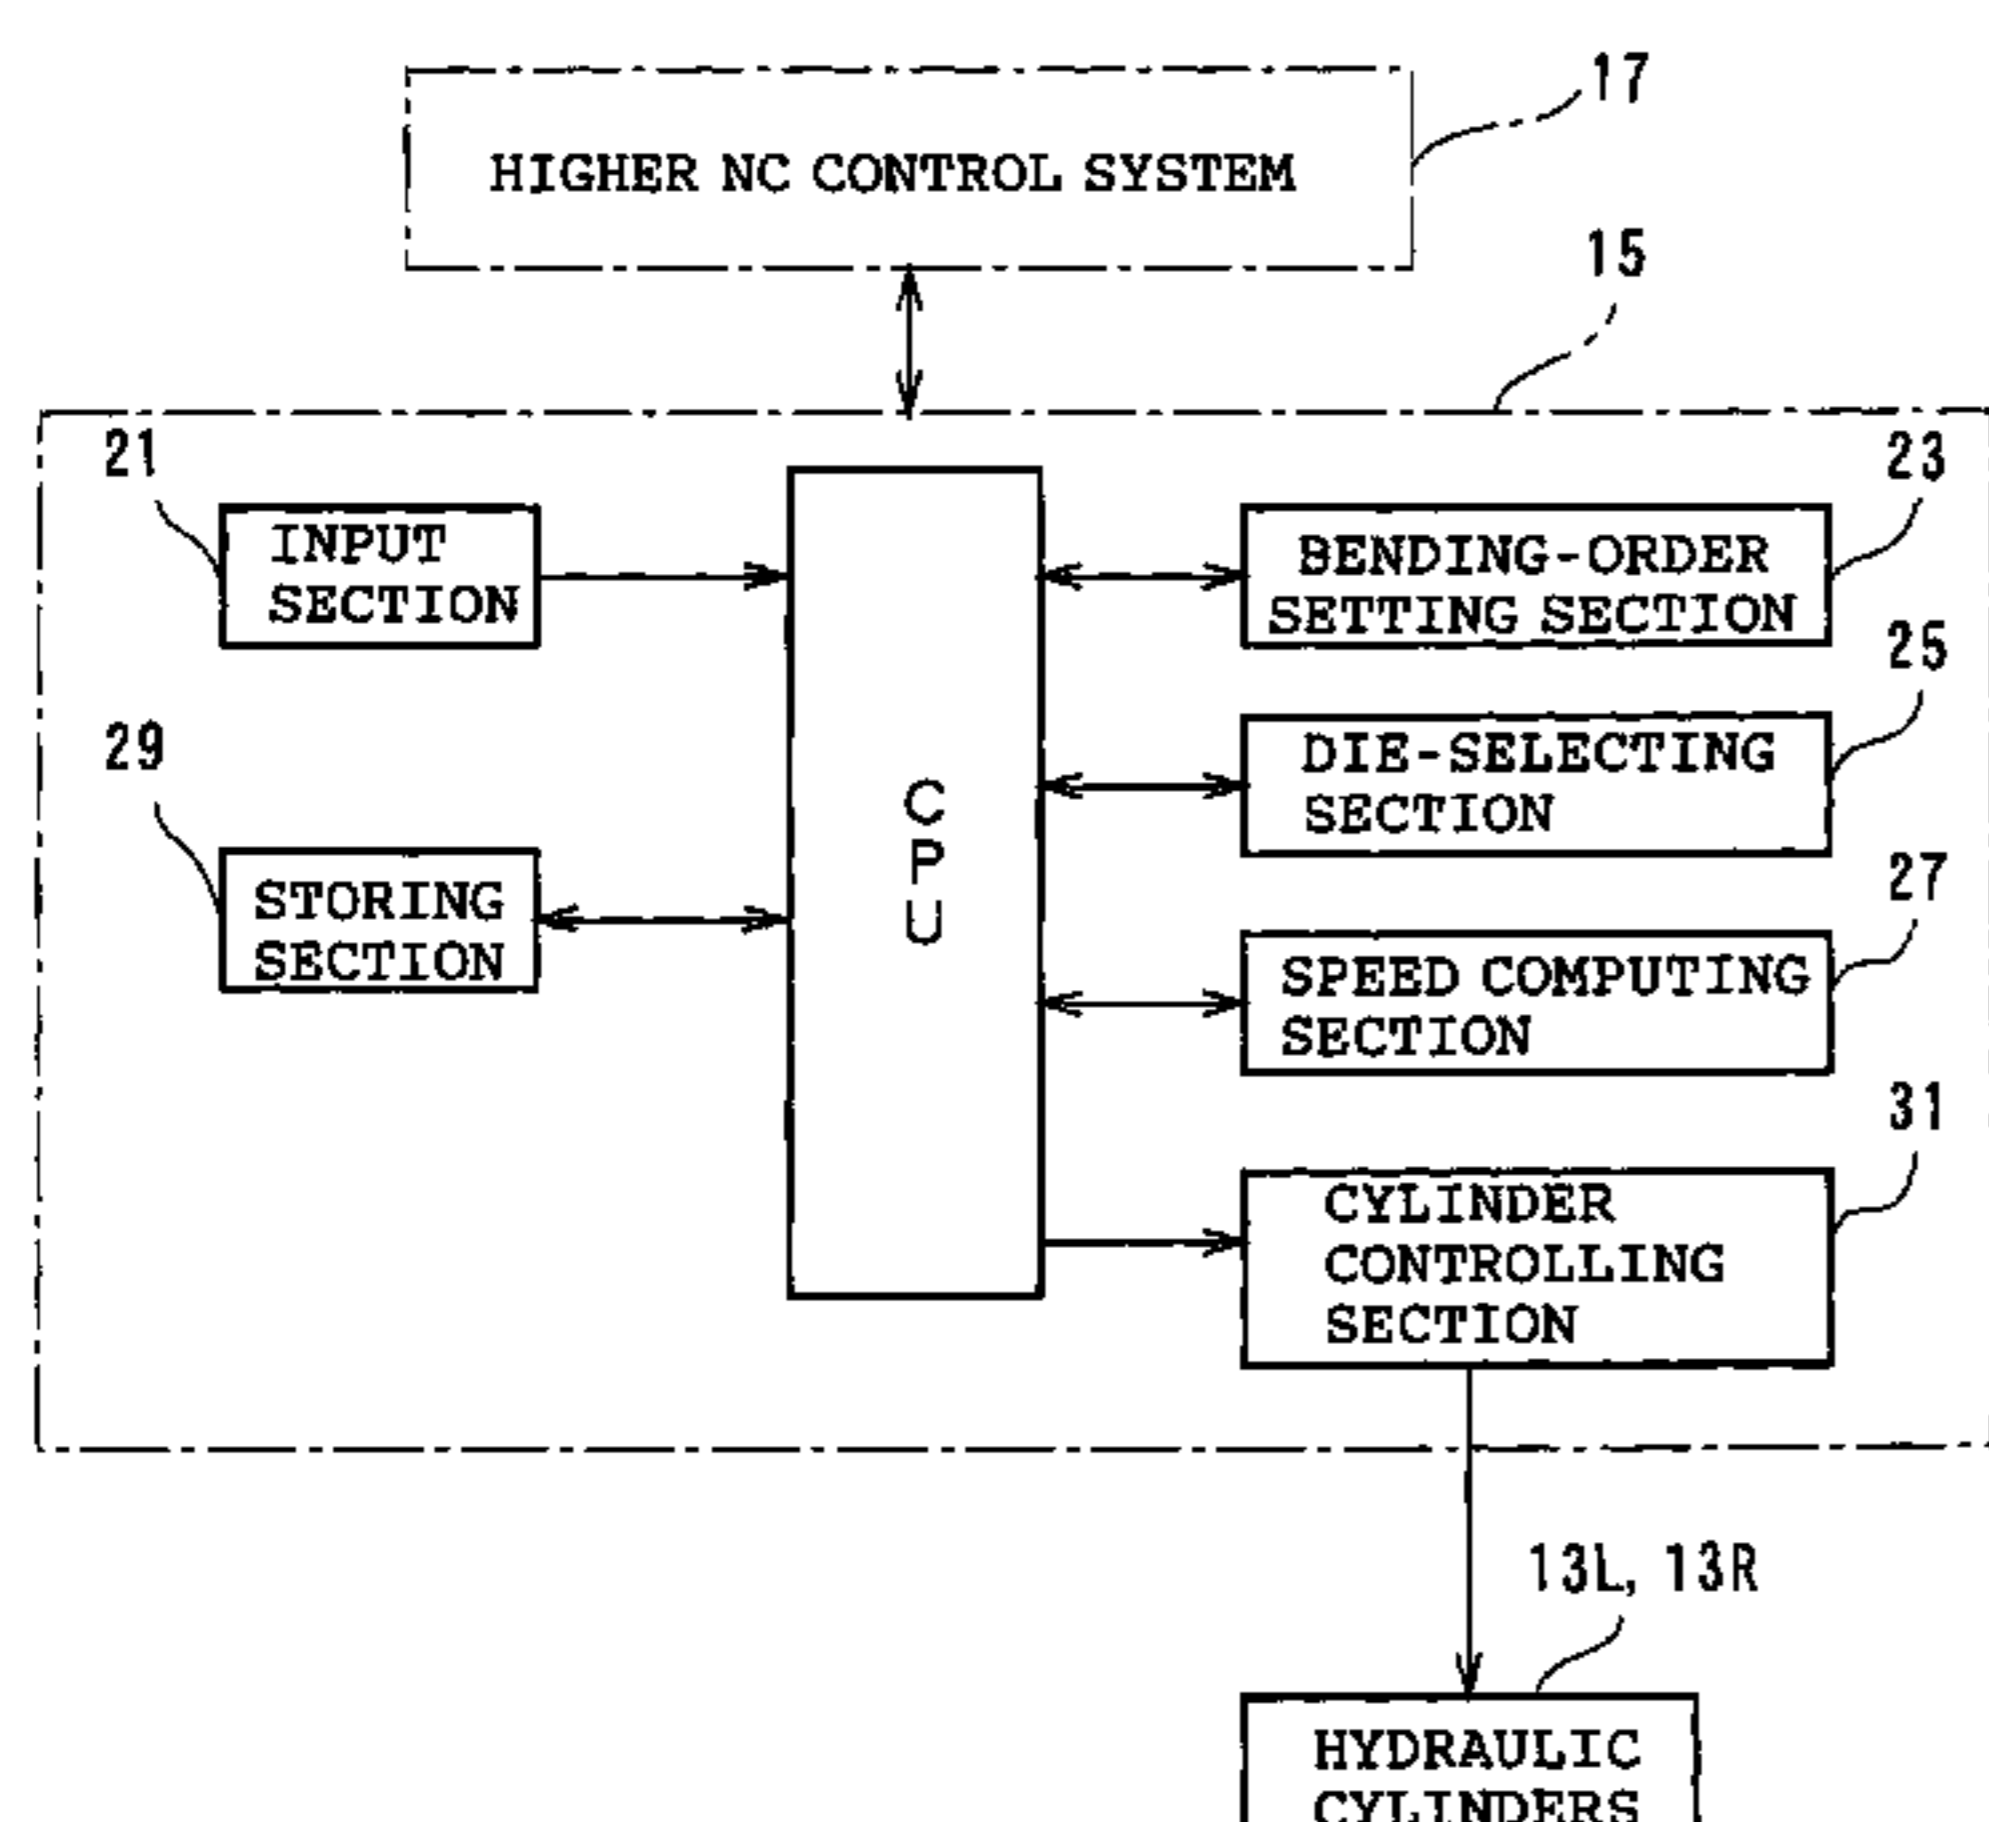 17
HIGHER NC CONTROL SYSTEM
15
21
INPUT
SECTION
23
BENDING-ORDER
SETTING SECTION
25
DIE-SELECTING
SECTION
29
STORING
SECTION
C
P
U
27
SPEED COMPUTING
SECTION
31
CYLINDER
CONTROLLING
SECTION
13L, 13R
HYDRAULIC
CYLINDERS